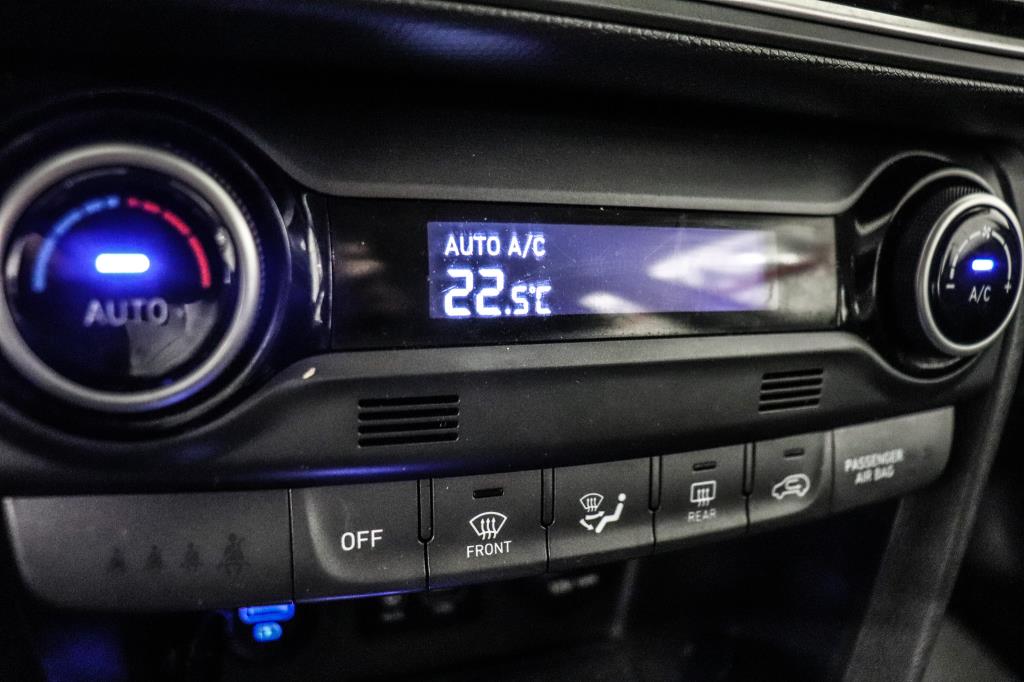 AUTO A/C
22.5°C
AUTO
A/C
OFF
FRONT
REAR
PASSENGER
AIR BAG